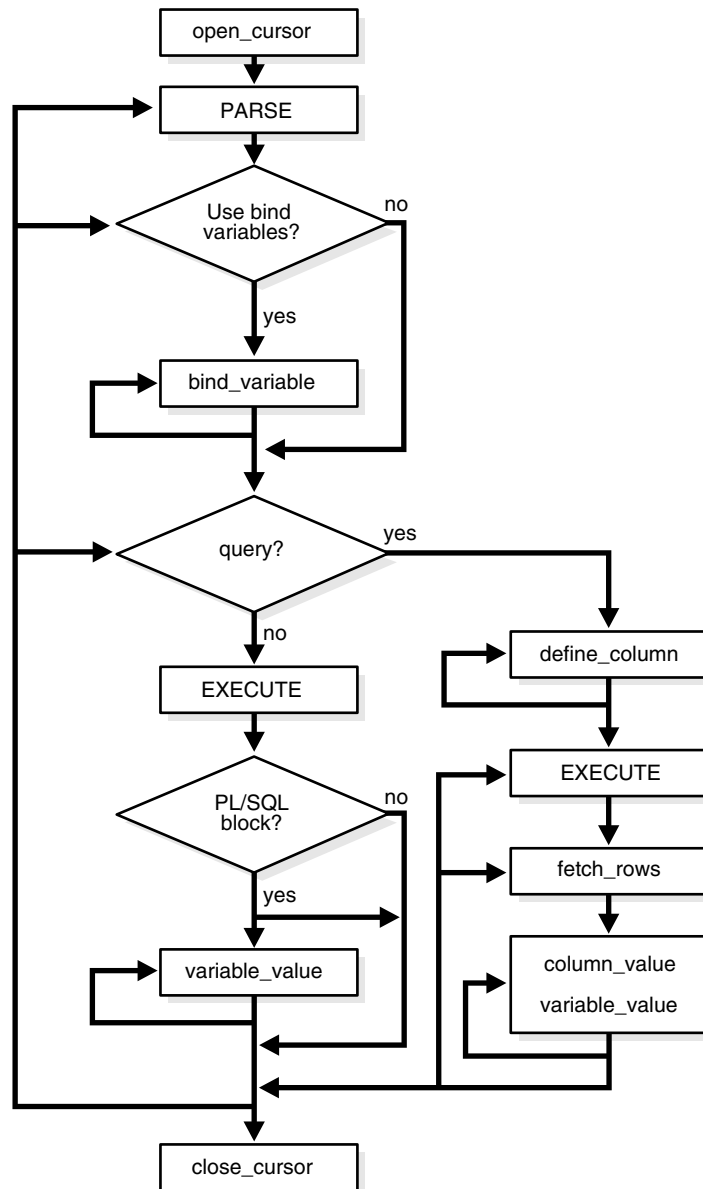 open_cursor
PARSE
Use bind
variables?
no
yes
bind_variable
query?
yes
no
define_column
EXECUTE
EXECUTE
PL/SQL
block?
no
yes
fetch_rows
variable_value
column_value
variable_value
close_cursor